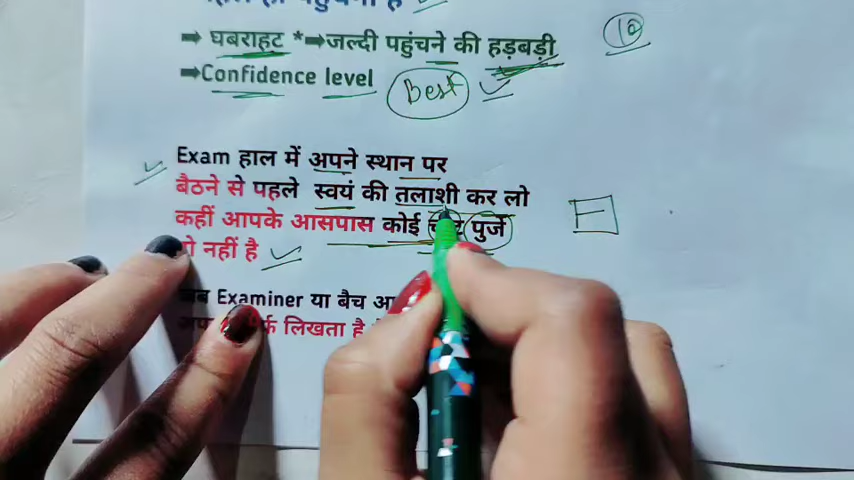 ➡घबराहट *➡जल्दी पहुंचने की हड़बड़ी
10
➡Confidence level
Best
Exam हाल में अपने स्थान पर
बैठने से पहले स्वयं की तलाशी कर लो
कहीं आपके आसपास कोई पुर्जे
नहीं है
Examiner या बैच
लिखता है